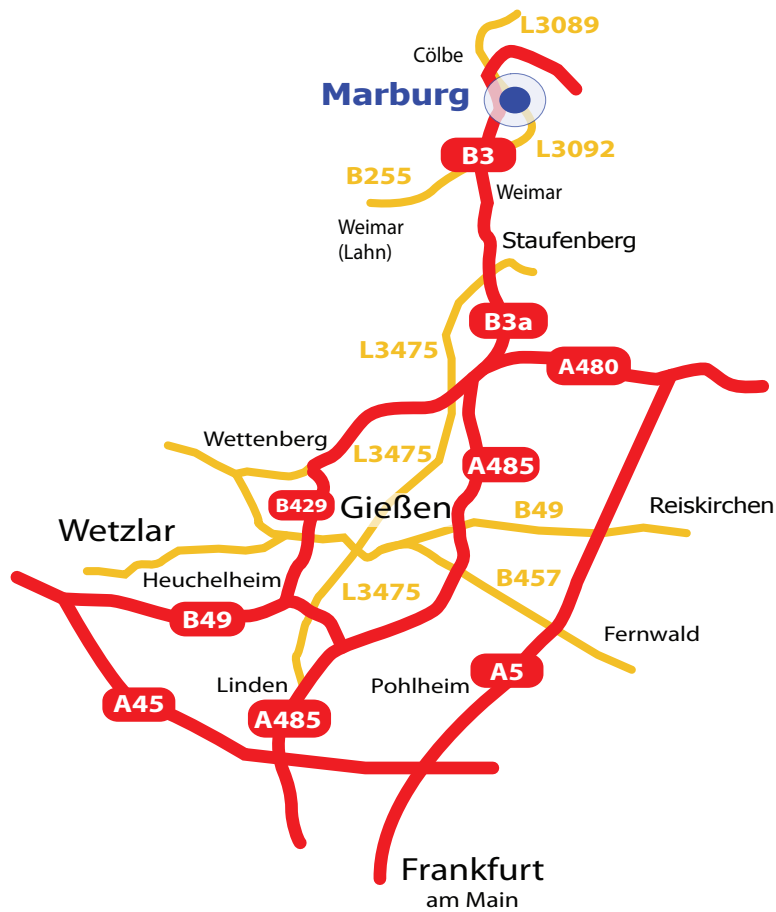 L3089
Cölbe
Marburg
L3092
B3
B255
Weimar
Weimar
(Lahn)
Staufenberg
B3a
L3475
A480
Wettenberg
L3475
A485
B429
Gießen
B49
Reiskirchen
Wetzlar
Heuchelheim
B457
L3475
B49
Fernwald
Linden
Pohlheim
A5
A45
A485
Frankfurt
am Main